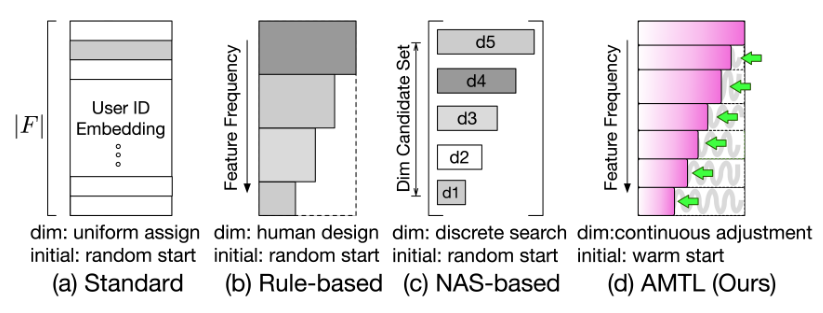 |F|
User ID
Embedding
dim: uniform assign
initial: random start
(a) Standard
Feature Frequency
dim: human design
initial: random start
(b) Rule-based
Dim Candidate Set
d5
d4
d3
d2
d1
dim: discrete search
initial: random start
(c) NAS-based
Feature Frequency
dim:continuous adjustment
initial: warm start
(d) AMTL (Ours)